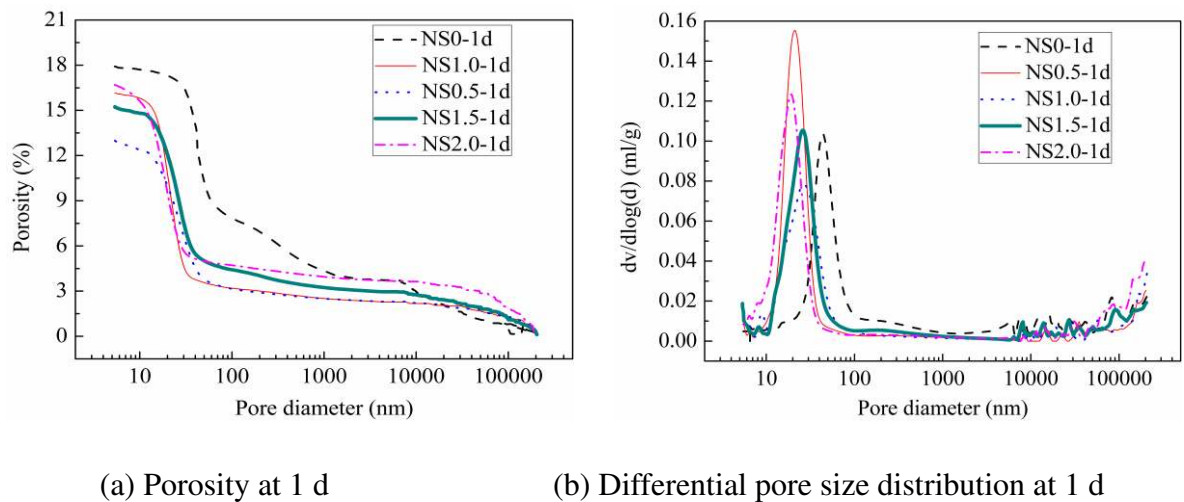 21
18
15
12
9
6
3
0
Porosity (%)
NS0-1d
NS1.0-1d
NS0.5-1d
NS1.5-1d
NS2.0-1d
10
100
1000
10000
100000
Pore diameter (nm)
0.16
0.14
0.12
0.10
0.08
0.06
0.04
0.02
0.00
dv/dlog(d) (ml/g)
NS0-1d
NS0.5-1d
NS1.0-1d
NS1.5-1d
NS2.0-1d
10
100
1000
10000
100000
Pore diameter (nm)
(a) Porosity at 1 d
(b) Differential pore size distribution at 1 d